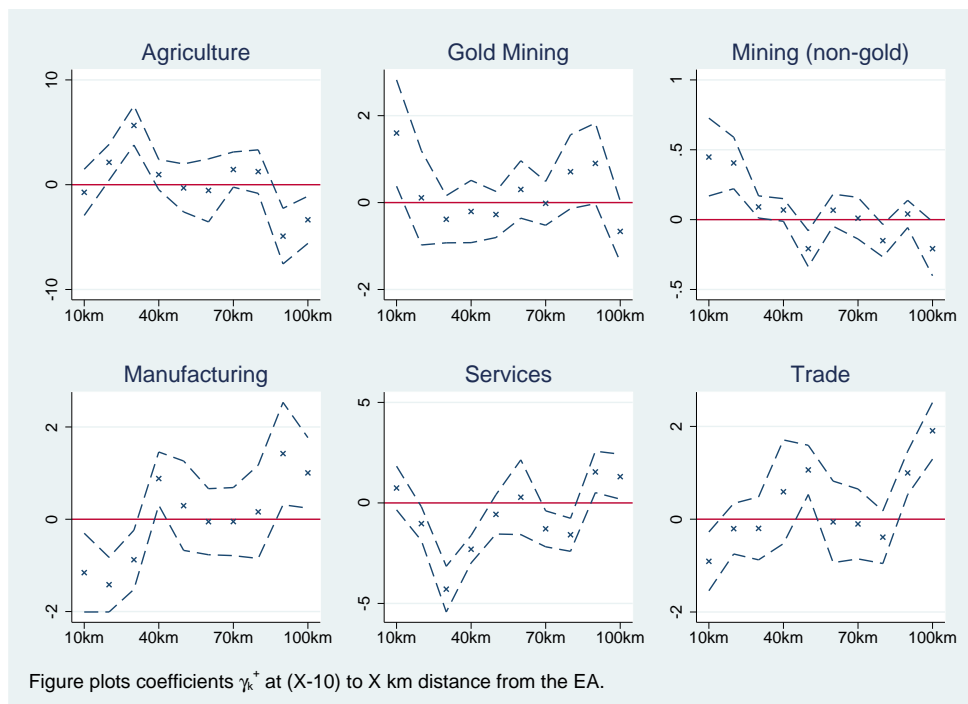 Agriculture
10
0
-10
10km 40km 70km 100km
Gold Mining
2
0
-2
10km 40km 70km 100km
Mining (non-gold)
1
.5
0
-.5
10km 40km 70km 100km
Manufacturing
2
0
-2
10km 40km 70km 100km
Services
5
0
-5
10km 40km 70km 100km
Trade
2
0
-2
10km 40km 70km 100km
Figure plots coefficients γₖ⁺ at (X-10) to X km distance from the EA.